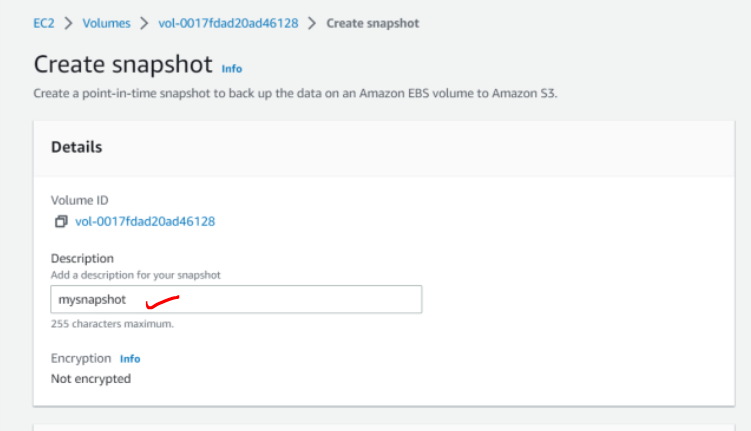 EC2 > Volumes > vol-0017fdad20ad46128 > Create snapshot
Create snapshot Info
Create a point-in-time snapshot to back up the data on an Amazon EBS volume to Amazon S3.
Details
Volume ID
vol-0017fdad20ad46128
Description
Add a description for your snapshot
mysnapshot
255 characters maximum.
Encryption Info
Not encrypted